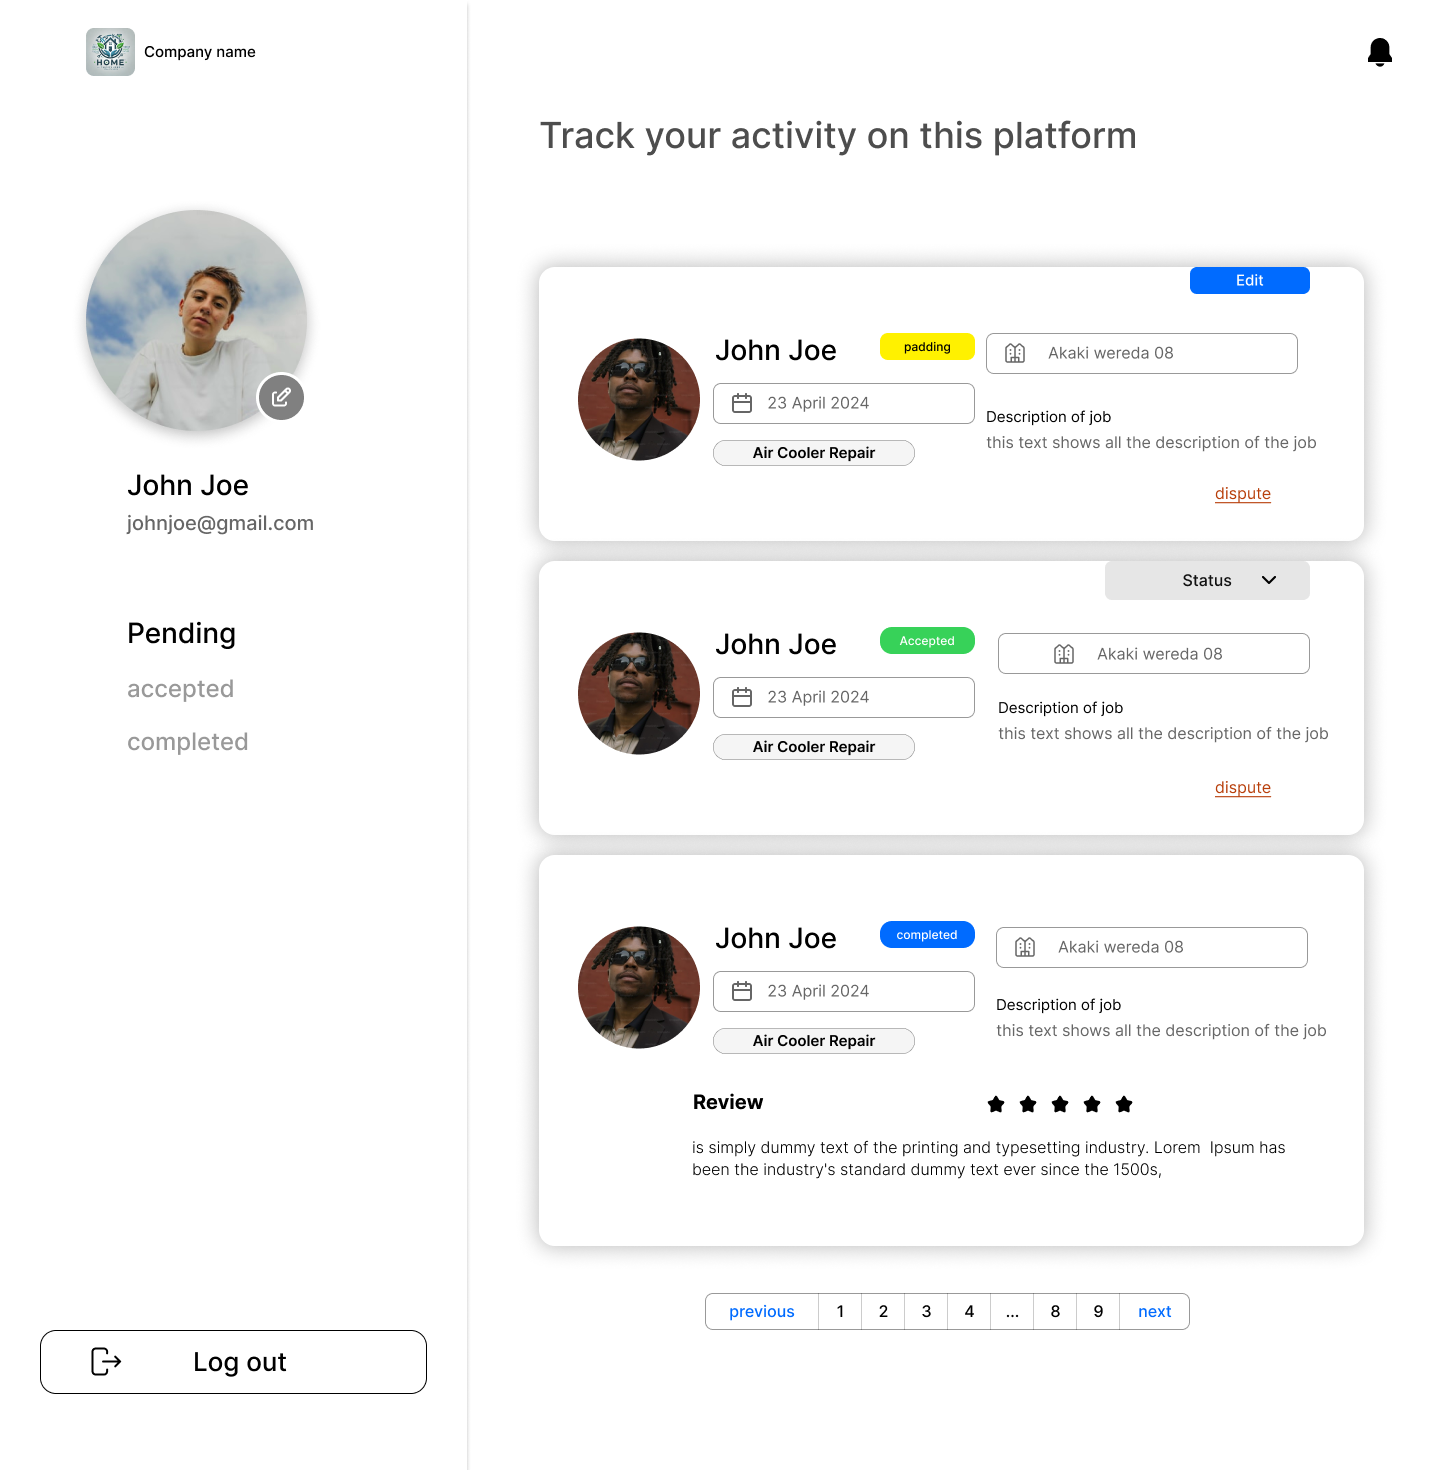 HOME
Company name
John Joe
johnjoe@gmail.com
Pending
accepted
completed
Log out
Track your activity on this platform
Edit
John Joe
padding
Akaki wereda 08
23 April 2024
Description of job
this text shows all the description of the job
Air Cooler Repair
dispute
Status
John Joe
Accepted
Akaki wereda 08
23 April 2024
Description of job
this text shows all the description of the job
Air Cooler Repair
dispute
John Joe
completed
Akaki wereda 08
23 April 2024
Description of job
this text shows all the description of the job
Air Cooler Repair
Review
is simply dummy text of the printing and typesetting industry. Lorem  Ipsum has
been the industry's standard dummy text ever since the 1500s,
previous 1 2 3 4 ... 8 9 next